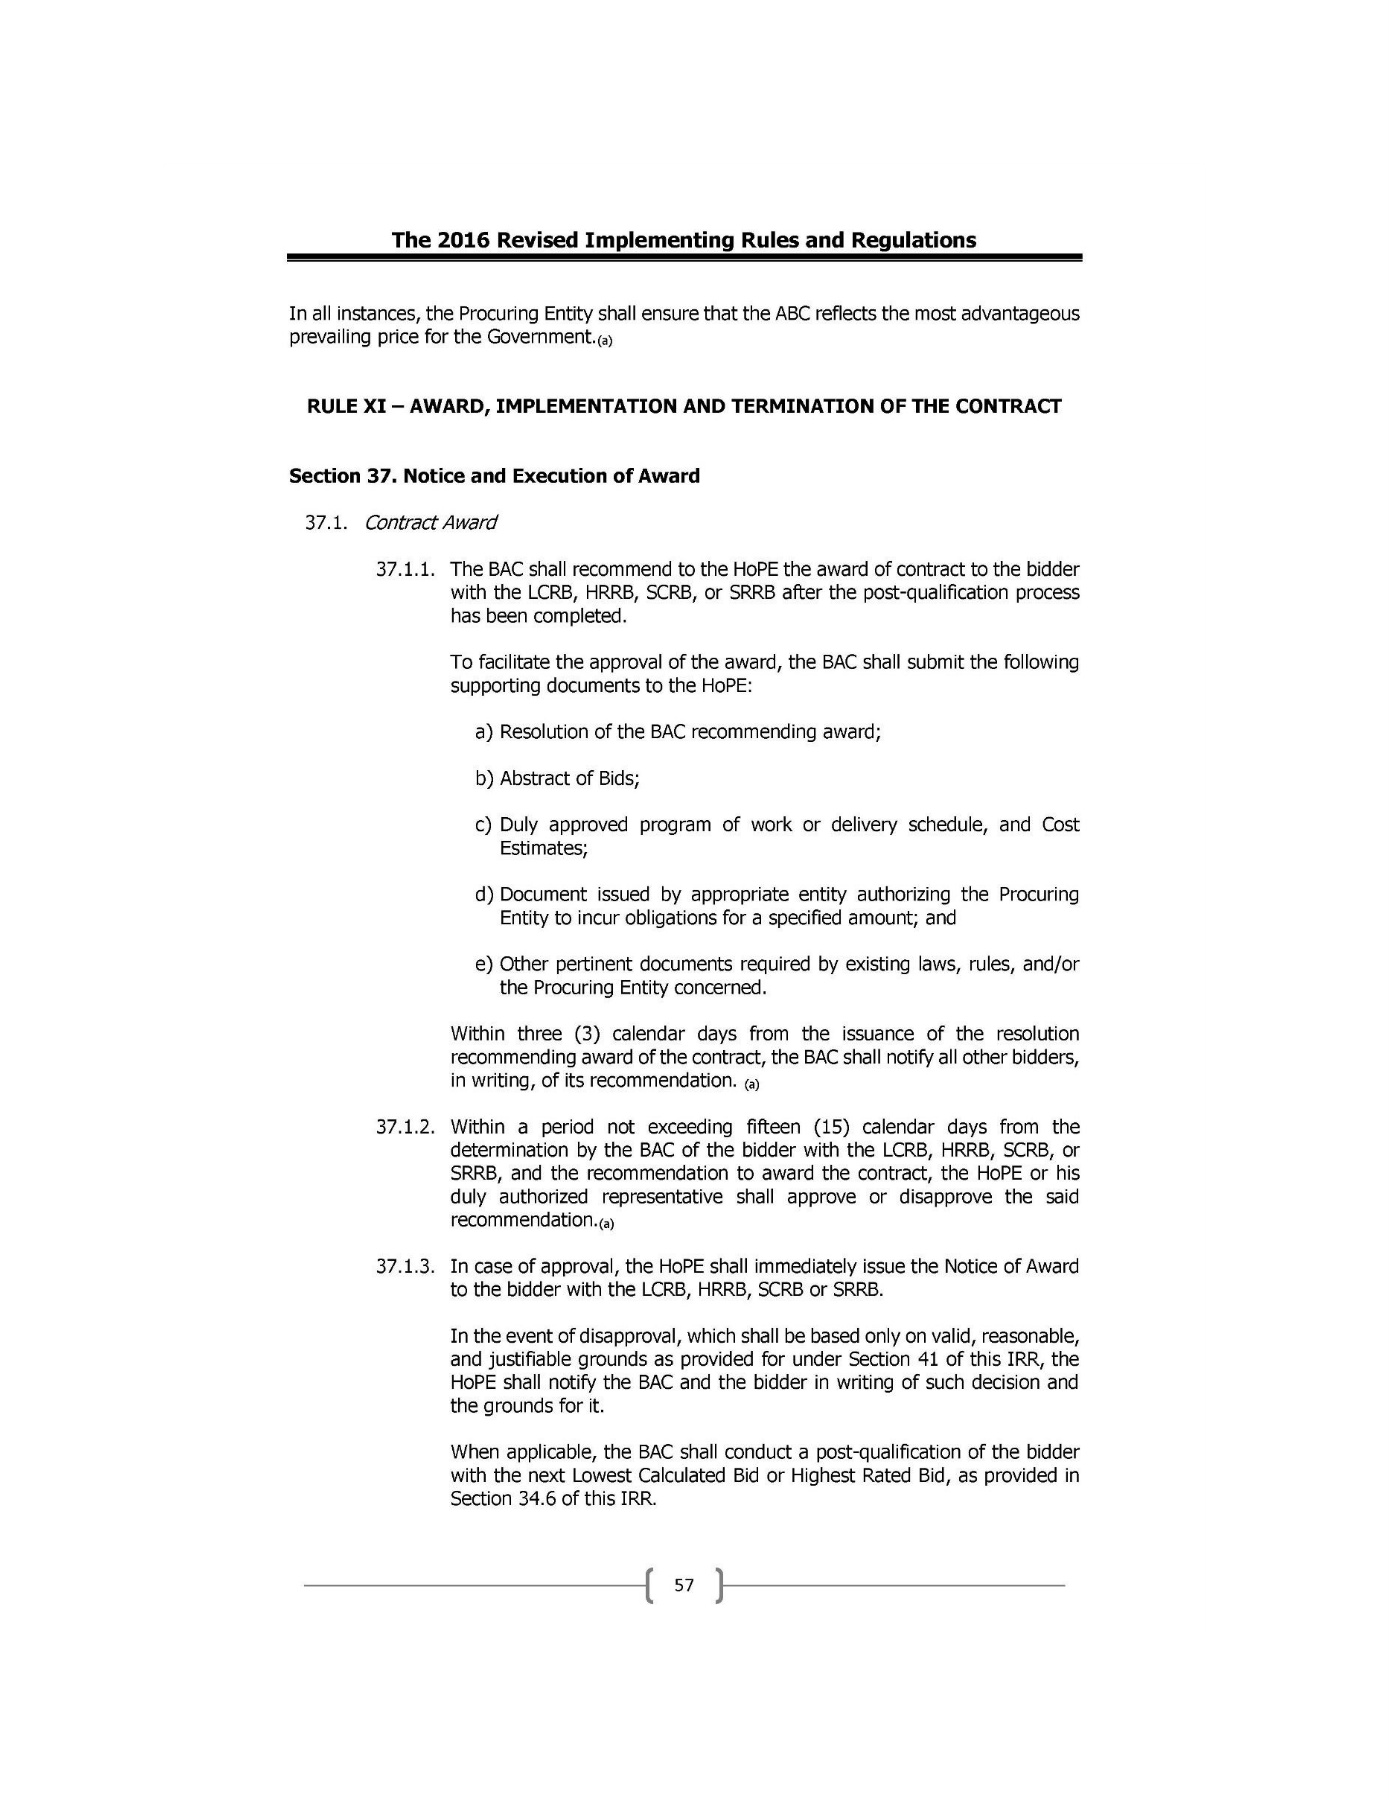 The 2016 Revised Implementing Rules and Regulations
In all instances, the Procuring Entity shall ensure that the ABC reflects the most advantageous
prevailing price for the Government.(a)
RULE XI – AWARD, IMPLEMENTATION AND TERMINATION OF THE CONTRACT
Section 37. Notice and Execution of Award
37.1. Contract Award
37.1.1. The BAC shall recommend to the HoPE the award of contract to the bidder
with the LCRB, HRRB, SCRB, or SRRB after the post-qualification process
has been completed.
To facilitate the approval of the award, the BAC shall submit the following
supporting documents to the HoPE:
a) Resolution of the BAC recommending award;
b) Abstract of Bids;
c) Duly approved program of work or delivery schedule, and Cost
Estimates;
d) Document issued by appropriate entity authorizing the Procuring
Entity to incur obligations for a specified amount; and
e) Other pertinent documents required by existing laws, rules, and/or
the Procuring Entity concerned.
Within three (3) calendar days from the issuance of the resolution
recommending award of the contract, the BAC shall notify all other bidders,
in writing, of its recommendation. (a)
37.1.2. Within a period not exceeding fifteen (15) calendar days from the
determination by the BAC of the bidder with the LCRB, HRRB, SCRB, or
SRRB, and the recommendation to award the contract, the HoPE or his
duly authorized representative shall approve or disapprove the said
recommendation.(a)
37.1.3. In case of approval, the HoPE shall immediately issue the Notice of Award
to the bidder with the LCRB, HRRB, SCRB or SRRB.
In the event of disapproval, which shall be based only on valid, reasonable,
and justifiable grounds as provided for under Section 41 of this IRR, the
HoPE shall notify the BAC and the bidder in writing of such decision and
the grounds for it.
When applicable, the BAC shall conduct a post-qualification of the bidder
with the next Lowest Calculated Bid or Highest Rated Bid, as provided in
Section 34.6 of this IRR.
57